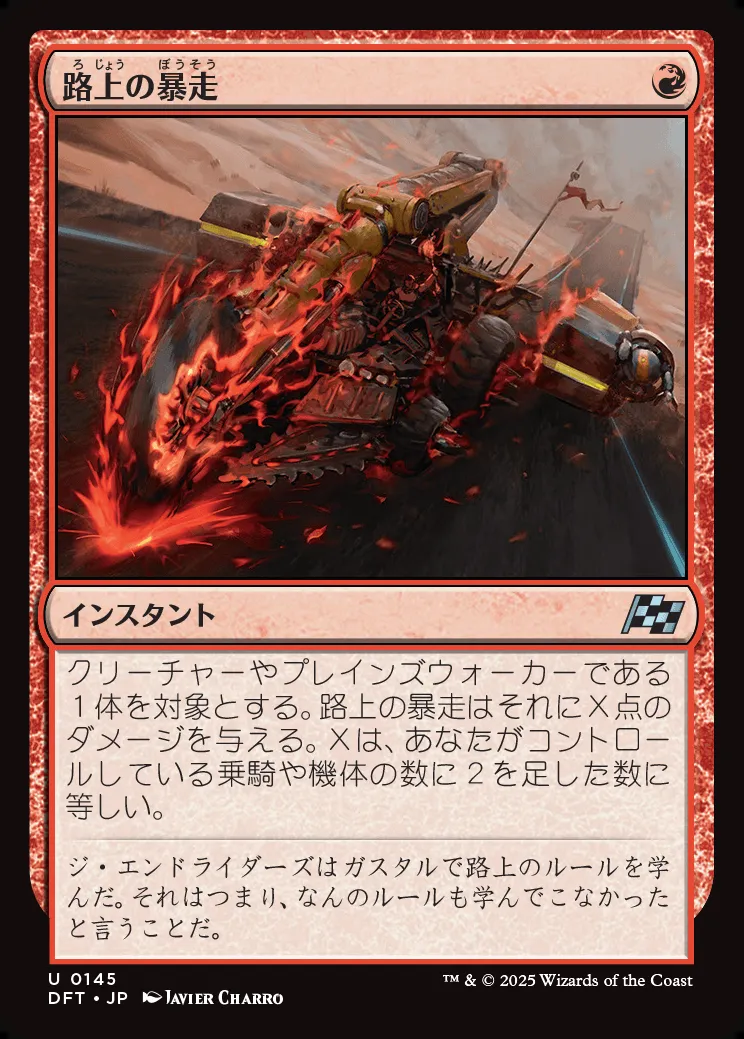 ろじょう ぼうそう
路上の暴走
インスタント
クリーチャーやプレインズウォーカーである
1体を対象とする。路上の暴走はそれにX点の
ダメージを与える。Xは、あなたがコントロー
ルしている乗騎や機体の数に2を足した数に
等しい。
ジ・エンドライダーズはガスタルで路上のルールを学
んだ。それはつまり、なんのルールも学んでこなかった
と言うことだ。
U 0145
DFT • JP Javier Charro
™ & © 2025 Wizards of the Coast